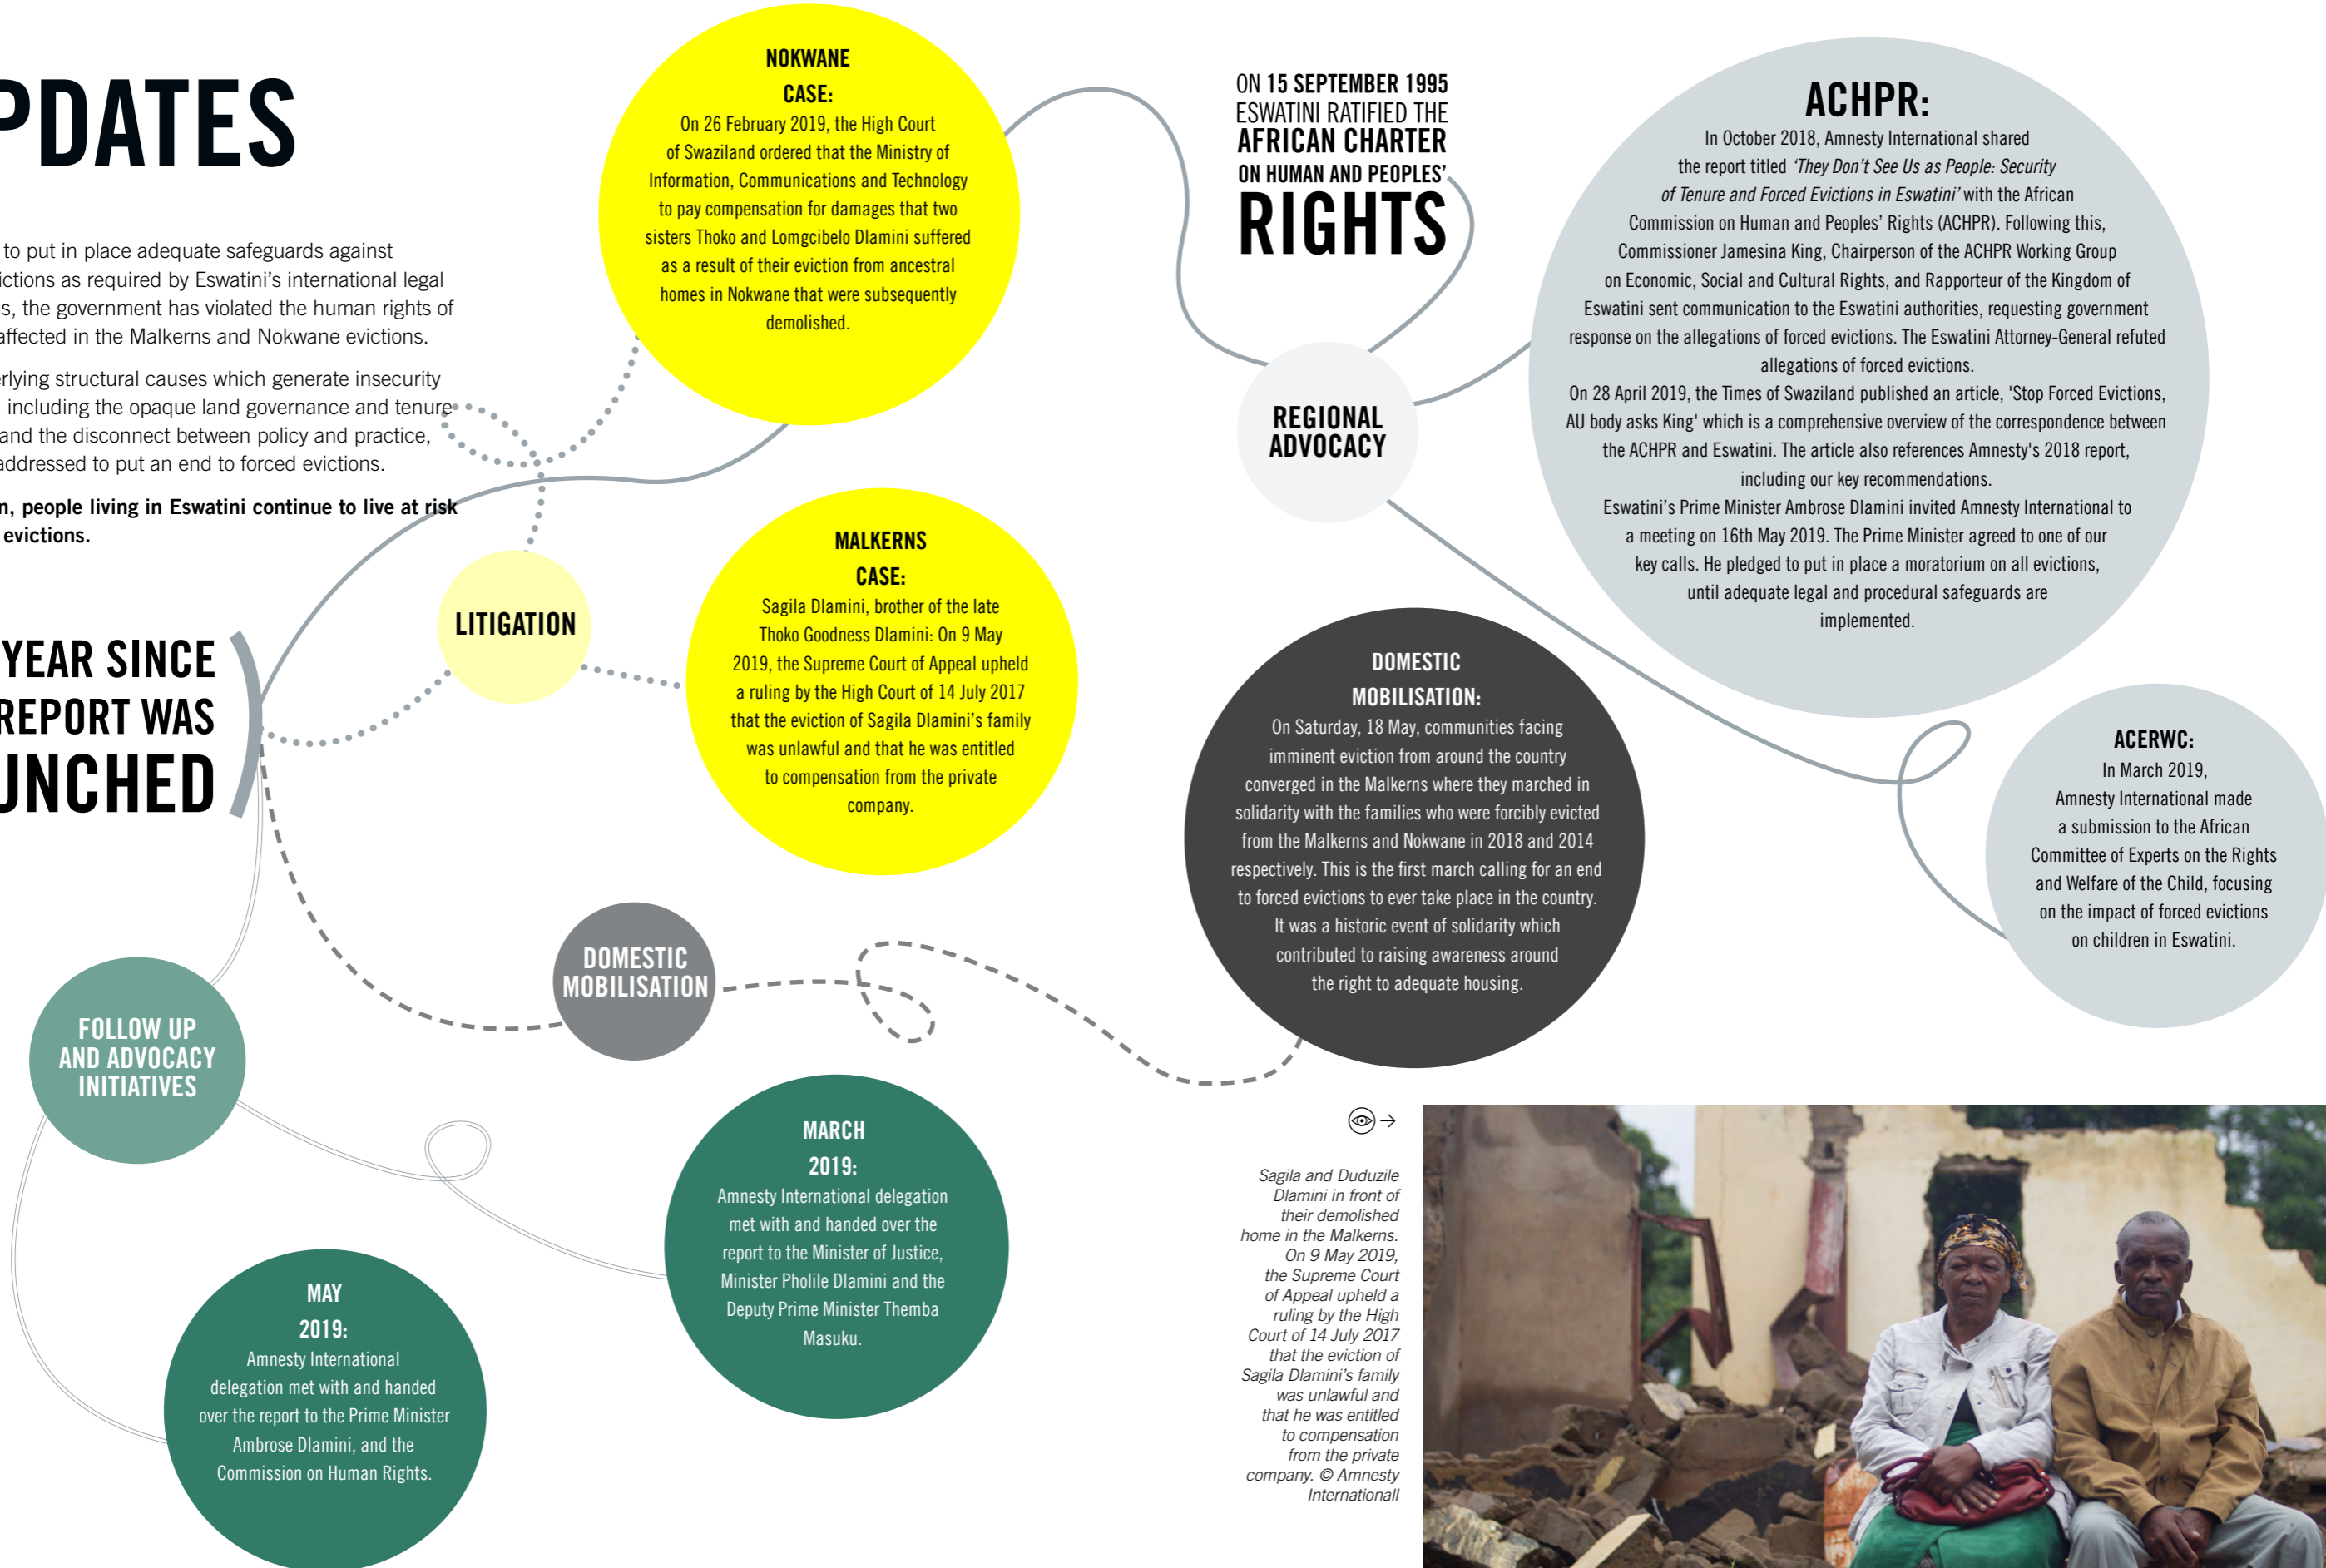 PDATES
to put in place adequate safeguards against
ictions as required by Eswatini's international legal
s, the government has violated the human rights of
affected in the Malkerns and Nokwane evictions.
erlying structural causes which generate insecurity
including the opaque land governance and tenure
and the disconnect between policy and practice,
addressed to put an end to forced evictions.
n, people living in Eswatini continue to live at risk
evictions.
YEAR SINCE
REPORT WAS
UNCHED
LITIGATION
NOKWANE
CASE:
On 26 February 2019, the High Court
of Swaziland ordered that the Ministry of
Information, Communications and Technology
to pay compensation for damages that two
sisters Thoko and Lomgcibelo Dlamini suffered
as a result of their eviction from ancestral
homes in Nokwane that were subsequently
demolished.
MALKERNS
CASE:
Sagila Dlamini, brother of the late
Thoko Goodness Dlamini: On 9 May
2019, the Supreme Court of Appeal upheld
a ruling by the High Court of 14 July 2017
that the eviction of Sagila Dlamini's family
was unlawful and that he was entitled
to compensation from the private
company.
ON 15 SEPTEMBER 1995
ESWATINI RATIFIED THE
AFRICAN CHARTER
ON HUMAN AND PEOPLES'
RIGHTS
REGIONAL
ADVOCACY
ACHPR:
In October 2018, Amnesty International shared
the report titled 'They Don't See Us as People: Security
of Tenure and Forced Evictions in Eswatini' with the African
Commission on Human and Peoples' Rights (ACHPR). Following this,
Commissioner Jamesina King, Chairperson of the ACHPR Working Group
on Economic, Social and Cultural Rights, and Rapporteur of the Kingdom of
Eswatini sent communication to the Eswatini authorities, requesting government
response on the allegations of forced evictions. The Eswatini Attorney-General refuted
allegations of forced evictions.
On 28 April 2019, the Times of Swaziland published an article, 'Stop Forced Evictions,
AU body asks King' which is a comprehensive overview of the correspondence between
the ACHPR and Eswatini. The article also references Amnesty's 2018 report,
including our key recommendations.
Eswatini's Prime Minister Ambrose Dlamini invited Amnesty International to
a meeting on 16th May 2019. The Prime Minister agreed to one of our
key calls. He pledged to put in place a moratorium on all evictions,
until adequate legal and procedural safeguards are
implemented.
ACERWC:
In March 2019,
Amnesty International made
a submission to the African
Committee of Experts on the Rights
and Welfare of the Child, focusing
on the impact of forced evictions
on children in Eswatini.
DOMESTIC
MOBILISATION:
On Saturday, 18 May, communities facing
imminent eviction from around the country
converged in the Malkerns where they marched in
solidarity with the families who were forcibly evicted
from the Malkerns and Nokwane in 2018 and 2014
respectively. This is the first march calling for an end
to forced evictions to ever take place in the country.
It was a historic event of solidarity which
contributed to raising awareness around
the right to adequate housing.
DOMESTIC
MOBILISATION
FOLLOW UP
AND ADVOCACY
INITIATIVES
MARCH
2019:
Amnesty International delegation
met with and handed over the
report to the Minister of Justice,
Minister Pholile Dlamini and the
Deputy Prime Minister Themba
Masuku.
MAY
2019:
Amnesty International
delegation met with and handed
over the report to the Prime Minister
Ambrose Dlamini, and the
Commission on Human Rights.
Sagila and Duduzile
Dlamini in front of
their demolished
home in the Malkerns.
On 9 May 2019,
the Supreme Court
of Appeal upheld a
ruling by the High
Court of 14 July 2017
that the eviction of
Sagila Dlamini's family
was unlawful and
that he was entitled
to compensation
from the private
company. © Amnesty
Internationall